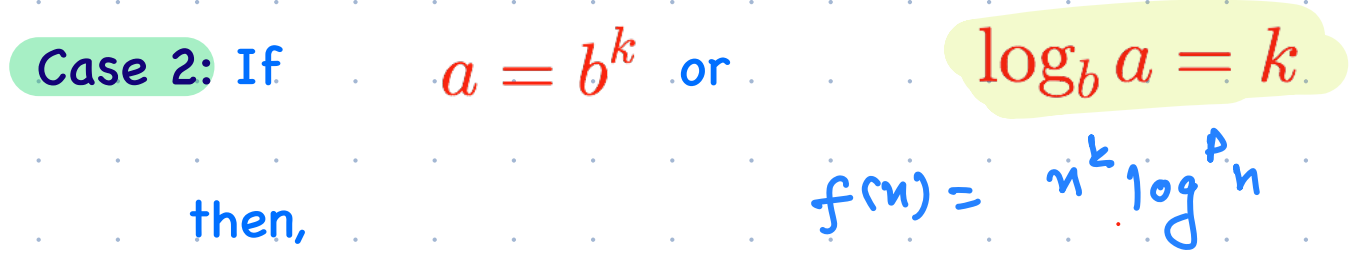 Case 2: If a = b^k or log_b a = k
f(n) = n^k log^p n
then,